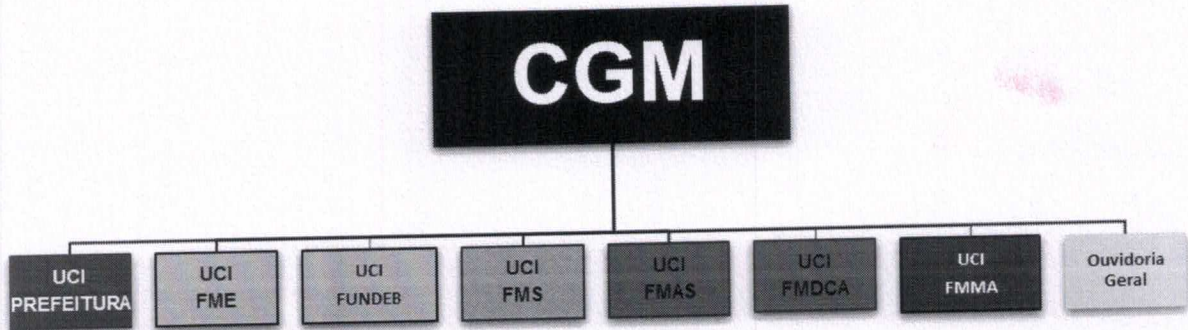 CGM
UCI
PREFEITURA
UCI
FME
UCI
FUNDEB
UCI
FMS
UCI
FMAS
UCI
FMDCA
UCI
FMMA
Ouvidoria
Geral